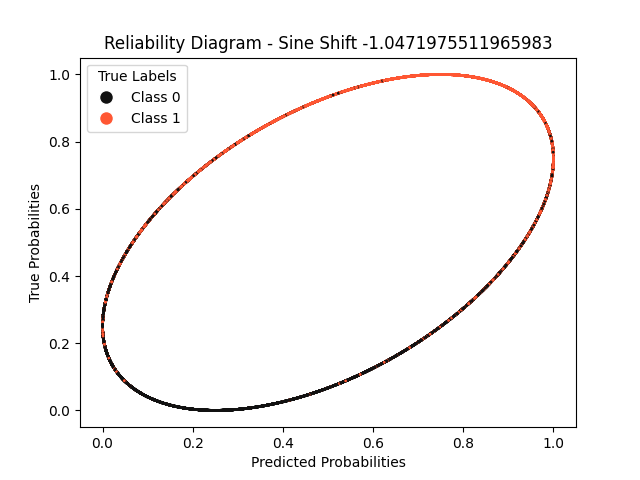 Reliability Diagram - Sine Shift -1.0471975511965983
True Labels
Class 0
Class 1
1.0
0.8
0.6
0.4
0.2
0.0
True Probabilities
0.0 0.2 0.4 0.6 0.8 1.0
Predicted Probabilities